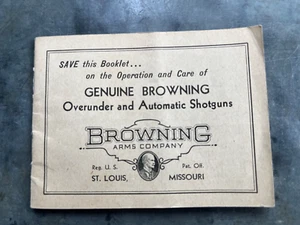 SAVE this Booklet...
on the Operation and Care of
GENUINE BROWNING
Overunder and Automatic Shotguns
BROWNING
ARMS COMPANY
Reg. U. S. Pat. Off.
ST. LOUIS, MISSOURI